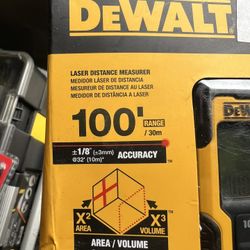 DEWALT
LASER DISTANCE MEASURER
MEDIDOR LÁSER DE DISTANCIA
MESUREUR DE DISTANCE AU LASER
MEDIDOR DE DISTÂNCIA A LASER
100' RANGE
/ 30m
±1/8" (±3mm) ACCURACY
@32' (10m)*
X² AREA
X³ VOLUME
AREA / VOLUME